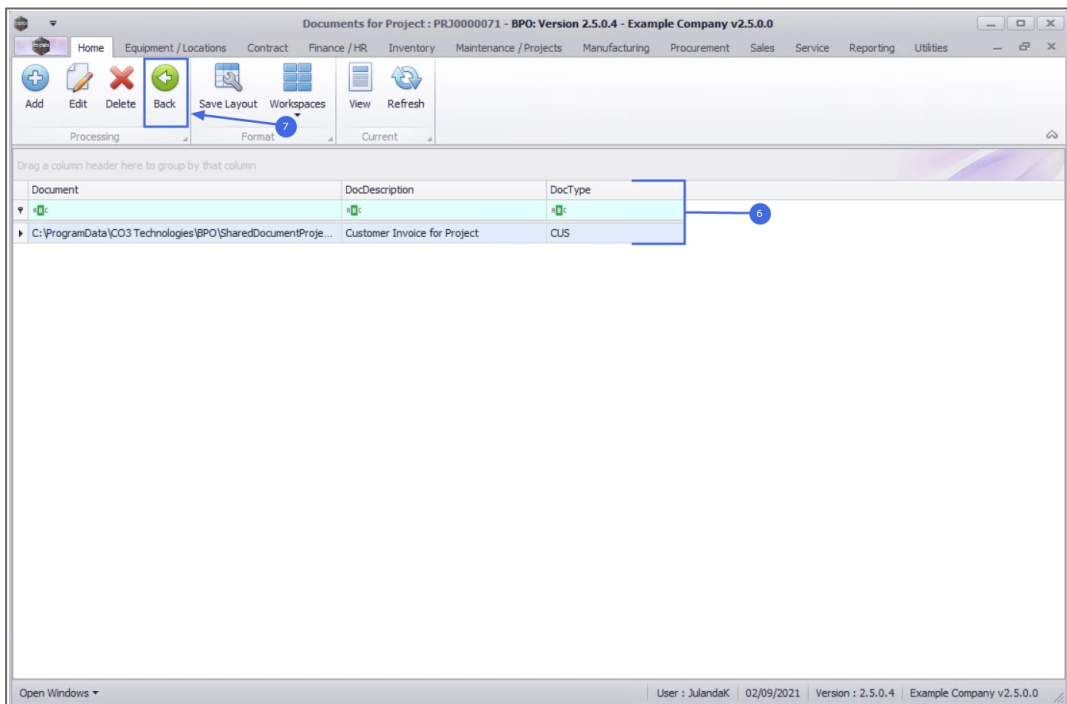 Documents for Project : PRJ0000071 - BPO: Version 2.5.0.4 - Example Company v2.5.0.0
Home Equipment / Locations Contract Finance / HR Inventory Maintenance / Projects Manufacturing Procurement Sales Service Reporting Utilities
Add Edit Delete Back Save Layout Workspaces View Refresh
7
Processing Format Current
Drag a column header here to group by that column
Document DocDescription DocType
6
C:\ProgramData\CO3 Technologies\BPO\SharedDocumentProje... Customer Invoice for Project CUS
Open Windows User : JulandaK 02/09/2021 Version : 2.5.0.4 Example Company v2.5.0.0